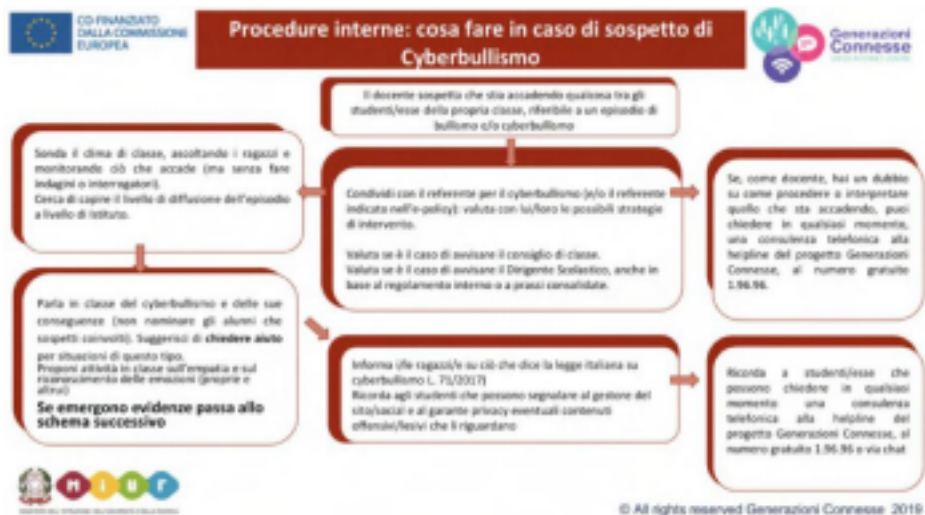 CO-FINANZIATO
DALLA COMMISSIONE
EUROPEA
Procedure interne: cosa fare in caso di sospetto di
Cyberbullismo
Generazioni
Connesse
Il docente sospetta che stia accadendo qualcosa tra gli
studenti/esse della propria classe, riferibile a un episodio di
bullismo e/o cyberbullismo
Sonda il clima di classe, ascoltando i ragazzi e
monitorando ciò che accade (ma senza fare
indagini o interrogatori).
Cerca di capire il livello di diffusione dell'episodio
a livello di Istituto.
Condividi con il referente per il cyberbullismo (e/o il referente
indicato nell'e-policy): valuta con lui/loro le possibili strategie
di intervento.
Valuta se è il caso di avvisare il consiglio di classe.
Valuta se è il caso di avvisare il Dirigente Scolastico, anche in
base al regolamento interno o a prassi consolidate.
Se, come docente, hai un dubbio
su come procedere o interpretare
quello che sta accadendo, puoi
chiedere in qualsiasi momento,
una consulenza telefonica alla
helpline del progetto Generazioni
Connesse, al numero gratuito
1.96.96.
Parla in classe del cyberbullismo e delle sue
conseguenze (non nominare gli alunni che
sospetti coinvolti). Suggerisci di chiedere aiuto
per situazioni di questo tipo.
Proponi attività in classe sull'empatia e sul
riconoscimento delle emozioni (proprie e
altrui)
Se emergono evidenze passa allo
schema successivo
Informa i/le ragazzi/e su ciò che dice la legge italiana su
cyberbullismo L. 71/2017)
Ricorda agli studenti che possono segnalare al gestore del
sito/social e al garante privacy eventuali contenuti
offensivi/lesivi che li riguardano
Ricorda a studenti/esse che
possono chiedere in qualsiasi
momento una consulenza
telefonica alla helpline del
progetto Generazioni Connesse, al
numero gratuito 1.96.96 o via chat
MIUR
© All rights reserved Generazioni Connesse 2019